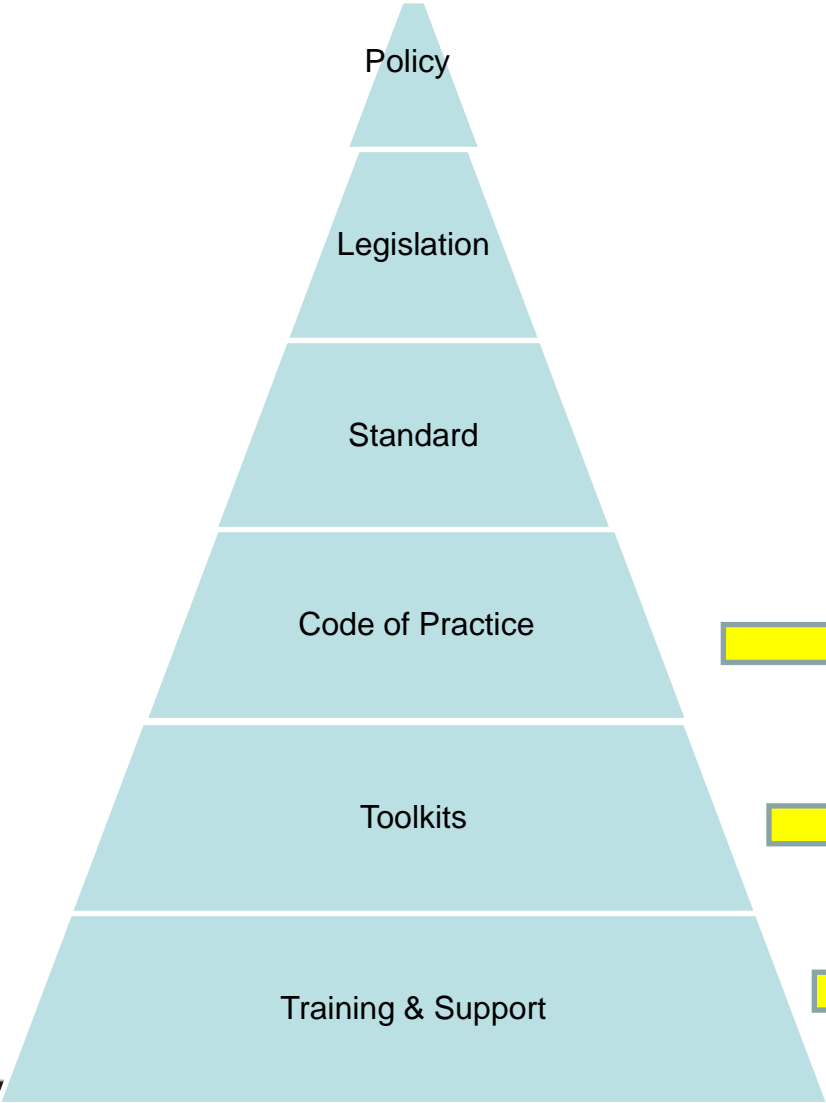 Policy
Legislation
Standard
Code of Practice
Toolkits
Training & Support